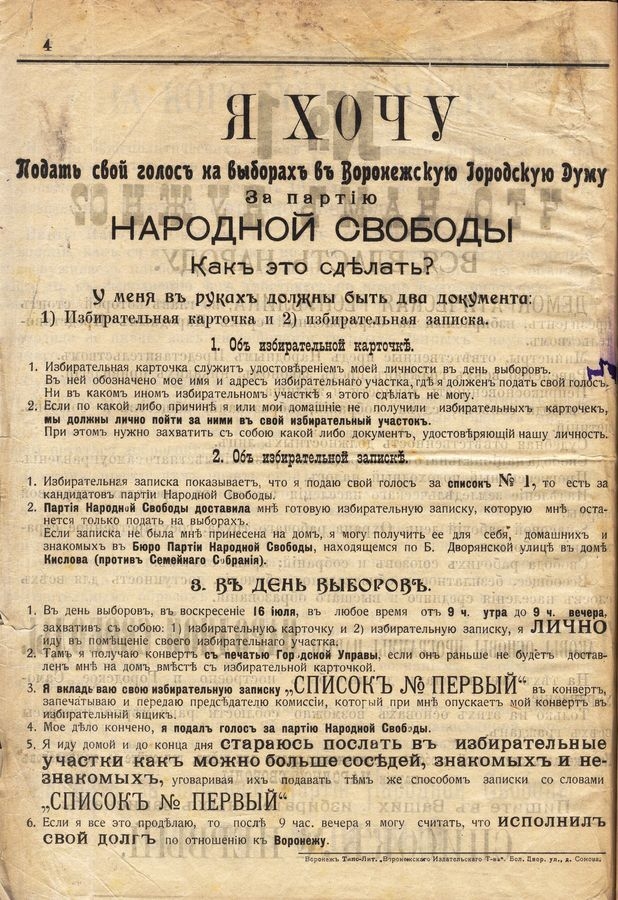 4
Я ХОЧУ
Подать свой голосъ на выборахъ въ Воронежскую Городскую Думу
За партію
НАРОДНОЙ СВОБОДЫ
Какъ это сдѣлать?
У меня въ рукахъ должны быть два документа:
1) Избирательная карточка и 2) избирательная записка.
1. Объ избирательной карточкѣ.
1. Избирательная карточка служитъ удостовѣреніемъ моей личности въ день выборовъ.
Въ ней обозначено мое имя и адресъ избирательнаго участка, гдѣ я долженъ подать свой голосъ.
Ни въ какомъ иномъ избирательномъ участкѣ я этого сдѣлать не могу.
2. Если по какой либо причинѣ я или мои домашніе не получили избирательныхъ карточекъ,
мы должны лично пойти за ними въ свой избирательный участокъ.
При этомъ нужно захватить съ собою какой либо документъ, удостовѣряющій нашу личность.
2. Объ избирательной запискѣ.
1. Избирательная записка показываетъ, что я подаю свой голосъ за списокъ № 1, то есть за
кандидатовъ партіи Народной Свободы.
2. Партія Народной Свободы доставила мнѣ готовую избирательную записку, которую мнѣ оста-
нется только подать на выборахъ.
Если записка не была мнѣ принесена на домъ, я могу получить ее для себя, домашнихъ и
знакомыхъ въ Бюро Партіи Народной Свободы, находящемся по Б. Дворянской улицѣ въ домѣ
Кислова (противъ Семейнаго Собранія).
3. ВЪ ДЕНЬ ВЫБОРОВЪ.
1. Въ день выборовъ, въ воскресеніе 16 іюля, въ любое время отъ 9 ч. утра до 9 ч. вечера,
захвативъ съ собою: 1) избирательную карточку и 2) избирательную записку, я ЛИЧНО
иду въ помѣщеніе своего избирательнаго участка.
2. Тамъ я получаю конвертъ съ печатью Городской Управы, если онъ раньше не будетъ достав-
ленъ мнѣ на домъ вмѣстѣ съ избирательной карточкой.
3. Я вкладываю свою избирательную записку „СПИСОКЪ № ПЕРВЫЙ“ въ конвертъ,
запечатываю и передаю предсѣдателю комиссіи, который при мнѣ опускаетъ мой конвертъ въ
избирательный ящикъ.
4. Мое дѣло кончено, я подалъ голосъ за партію Народной Свободы.
5. Я иду домой и до конца дня стараюсь послать въ избирательные
участки какъ можно больше сосѣдей, знакомыхъ и не-
знакомыхъ, уговаривая ихъ подавать тѣмъ же способомъ записки со словами
„СПИСОКЪ № ПЕРВЫЙ“
6. Если я все это продѣлаю, то послѣ 9 час. вечера я могу считать, что ИСПОЛНИЛЪ
СВОЙ ДОЛГЪ по отношенію къ Воронежу.
Воронежъ Типо-Лит. „Воронежскаго Издательскаго Т-ва“. Бол. Двор. ул., д. Сомова.